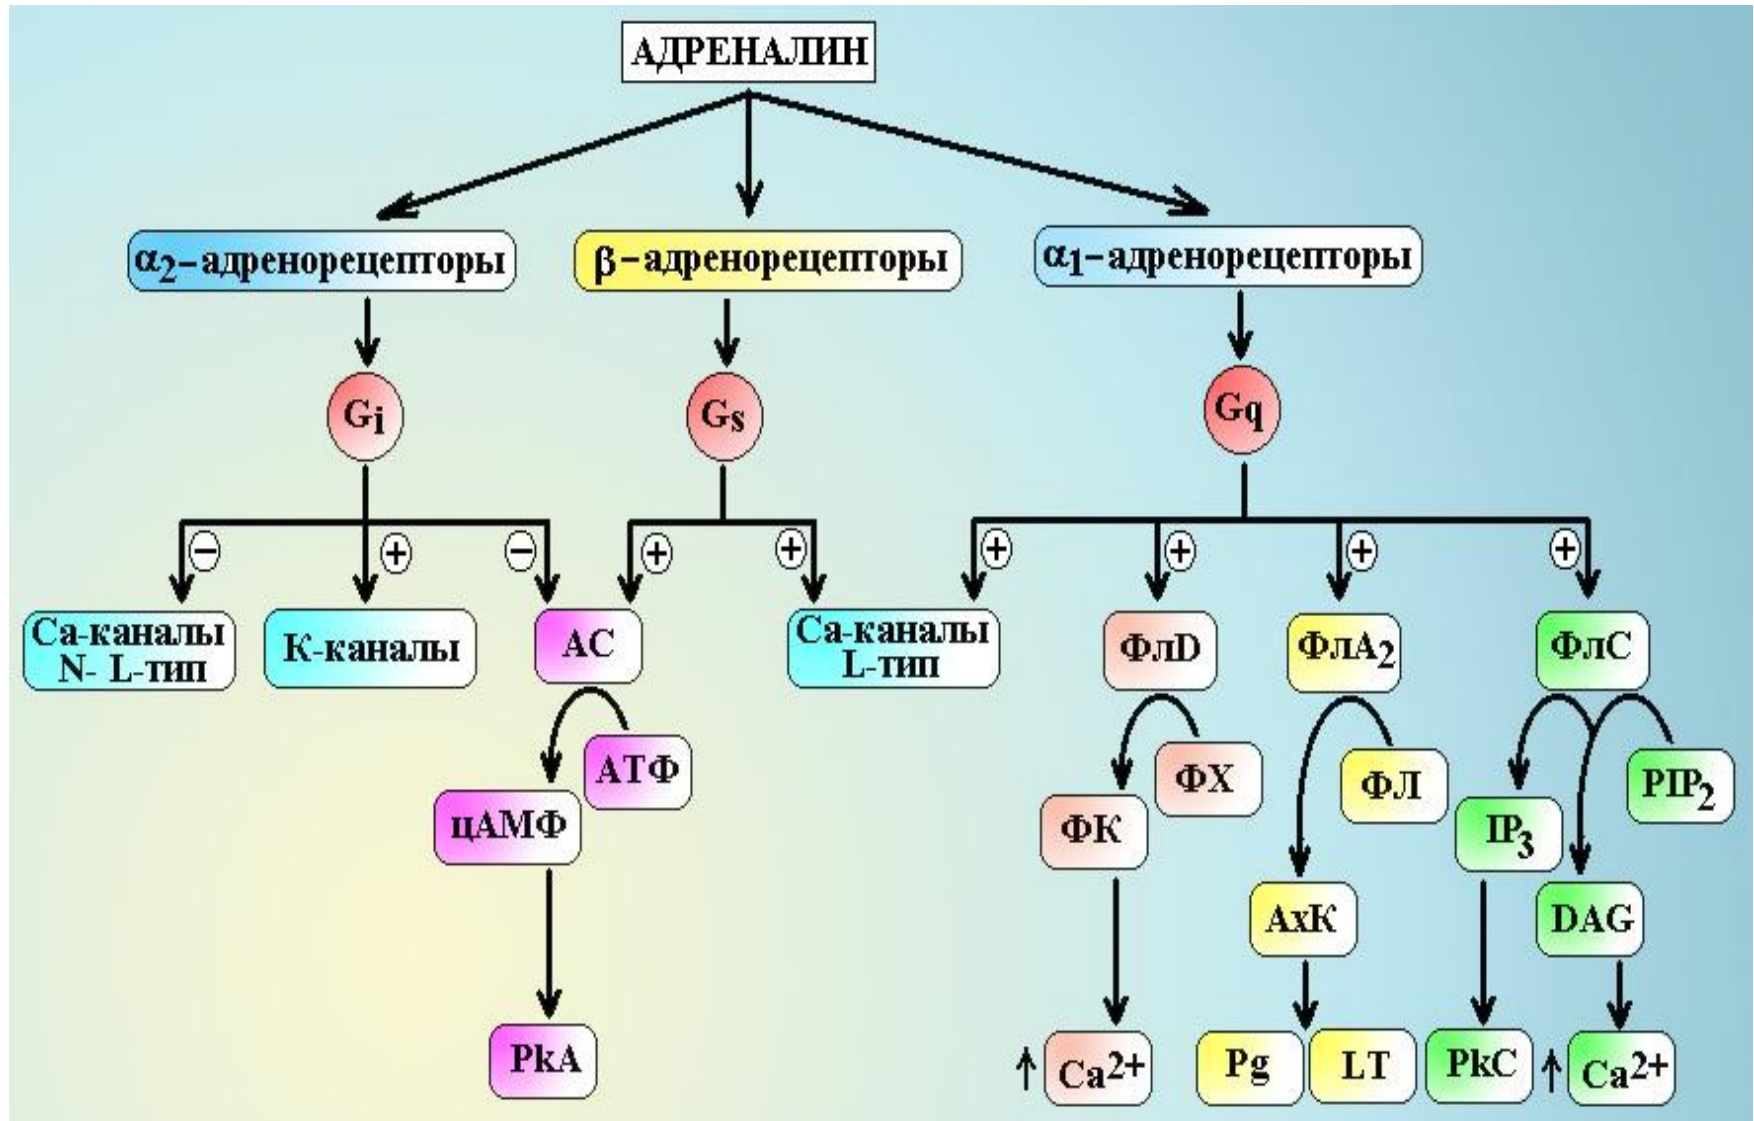 АДРЕНАЛИН
α2–адренорецепторы
β–адренорецепторы
α1–адренорецепторы
Gi
Gs
Gq
−
+
−
+
+
+
+
+
+
Са-каналы
N- L-тип
К-каналы
АС
Са-каналы
L-тип
ФлD
ФлА2
ФлС
АТФ
ФХ
ФЛ
PIP2
цАМФ
ФК
IP3
АхК
DAG
PkA
↑ Ca2+
Pg
LT
PkC
↑ Ca2+